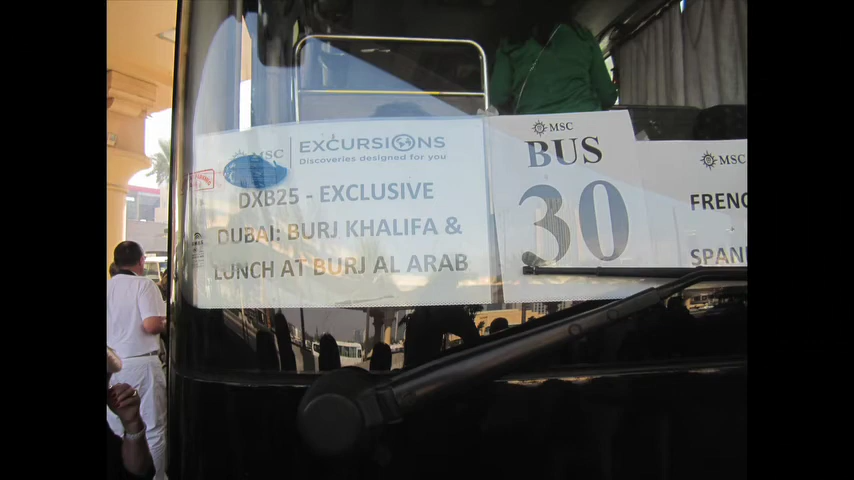 MSC
EXCURSIONS
Discoveries designed for you
DXB25 - EXCLUSIVE
DUBAI: BURJ KHALIFA &
LUNCH AT BURJ AL ARAB
MSC
BUS
30
MSC
FRENC
SPANI